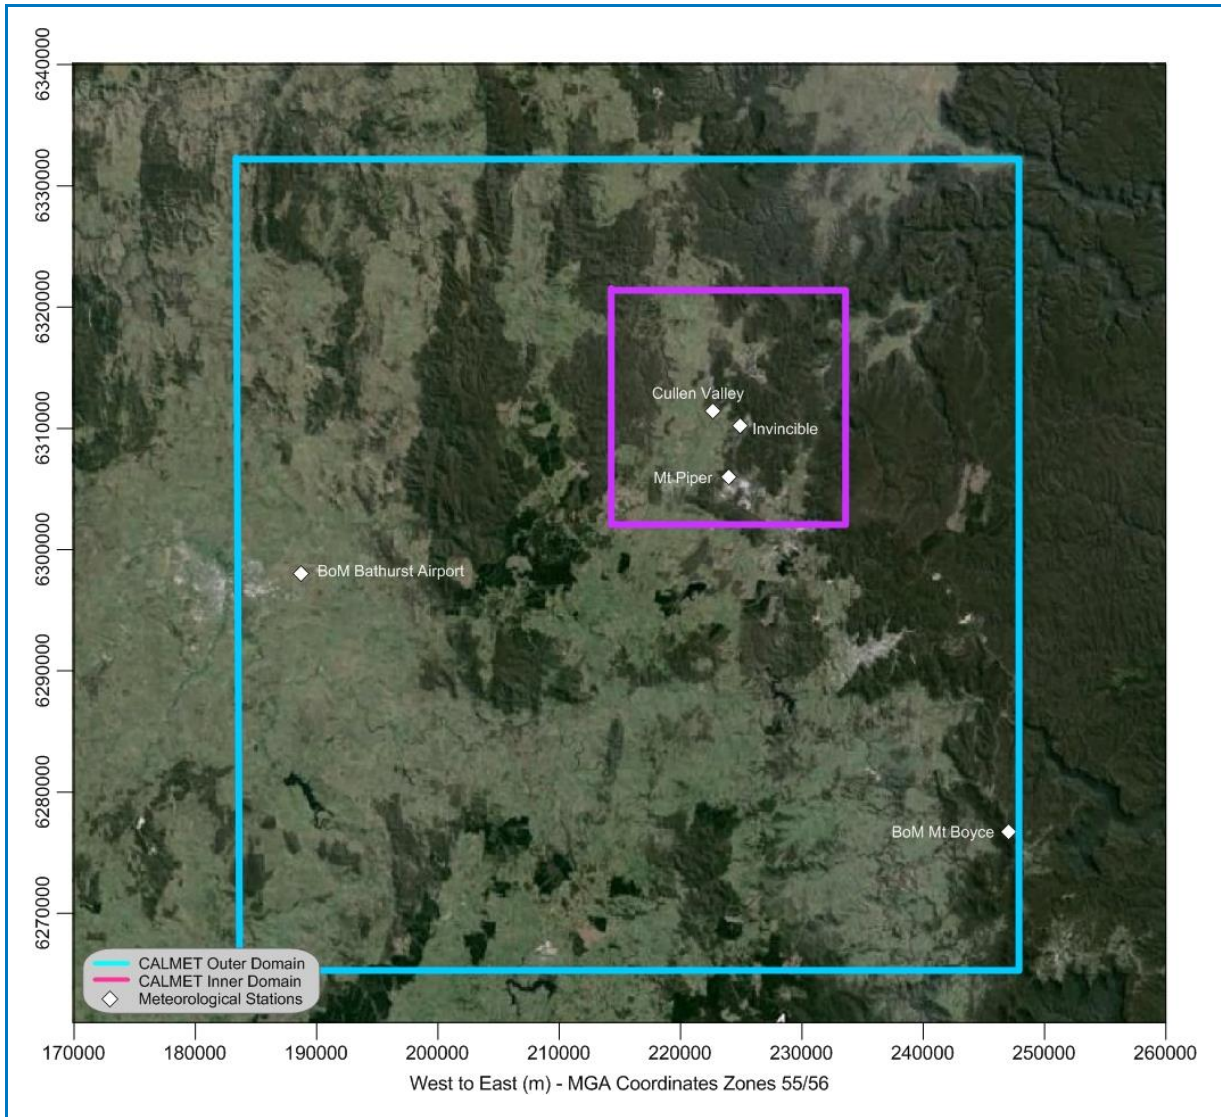 6340000
6330000
6320000
6310000
6300000
6290000
6280000
6270000
Cullen Valley
Invincible
Mt Piper
BoM Bathurst Airport
BoM Mt Boyce
CALMET Outer Domain
CALMET Inner Domain
Meteorological Stations
170000 180000 190000 200000 210000 220000 230000 240000 250000 260000
West to East (m) - MGA Coordinates Zones 55/56